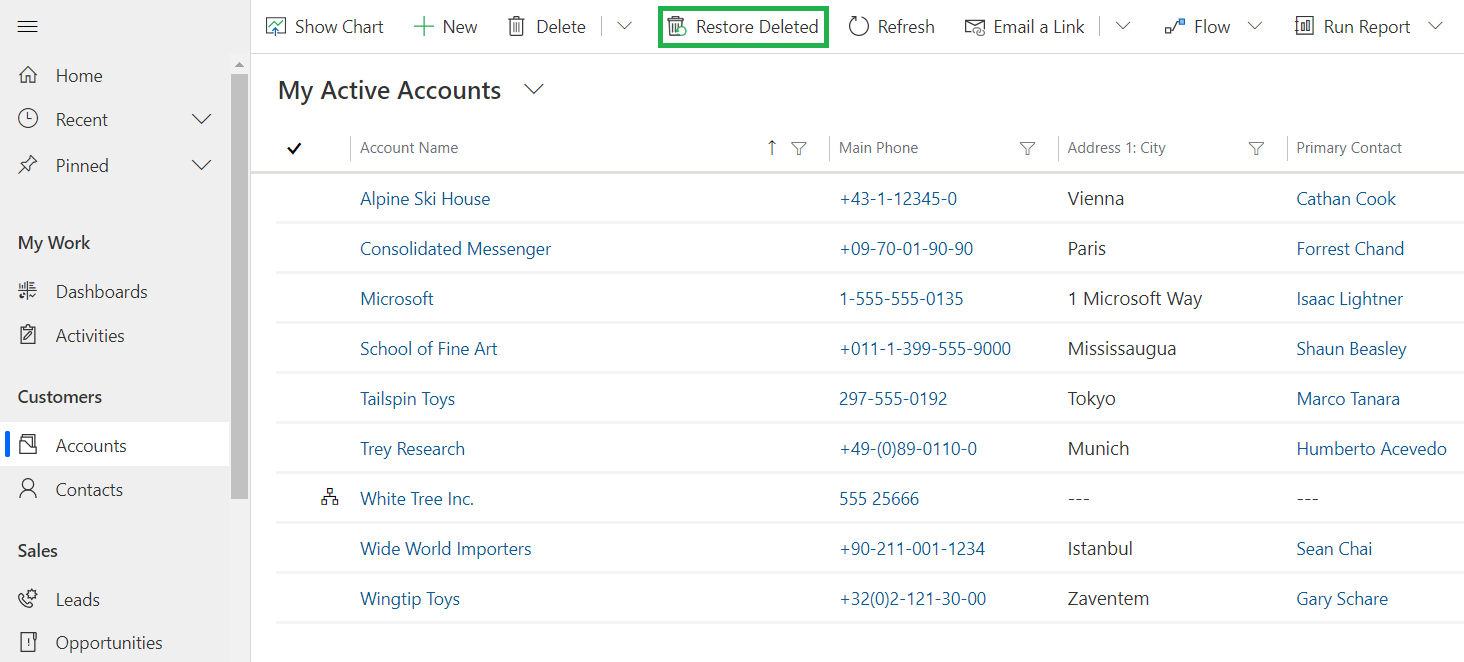 Show Chart New Delete Restore Deleted Refresh Email a Link Flow Run Report
Home
Recent
Pinned
My Work
Dashboards
Activities
Customers
Accounts
Contacts
Sales
Leads
Opportunities
My Active Accounts
Account Name Main Phone Address 1: City Primary Contact
Alpine Ski House +43-1-12345-0 Vienna Cathan Cook
Consolidated Messenger +09-70-01-90-90 Paris Forrest Chand
Microsoft 1-555-555-0135 1 Microsoft Way Isaac Lightner
School of Fine Art +011-1-399-555-9000 Mississaugua Shaun Beasley
Tailspin Toys 297-555-0192 Tokyo Marco Tanara
Trey Research +49-(0)89-0110-0 Munich Humberto Acevedo
White Tree Inc. 555 25666 --- ---
Wide World Importers +90-211-001-1234 Istanbul Sean Chai
Wingtip Toys +32(0)2-121-30-00 Zaventem Gary Schare